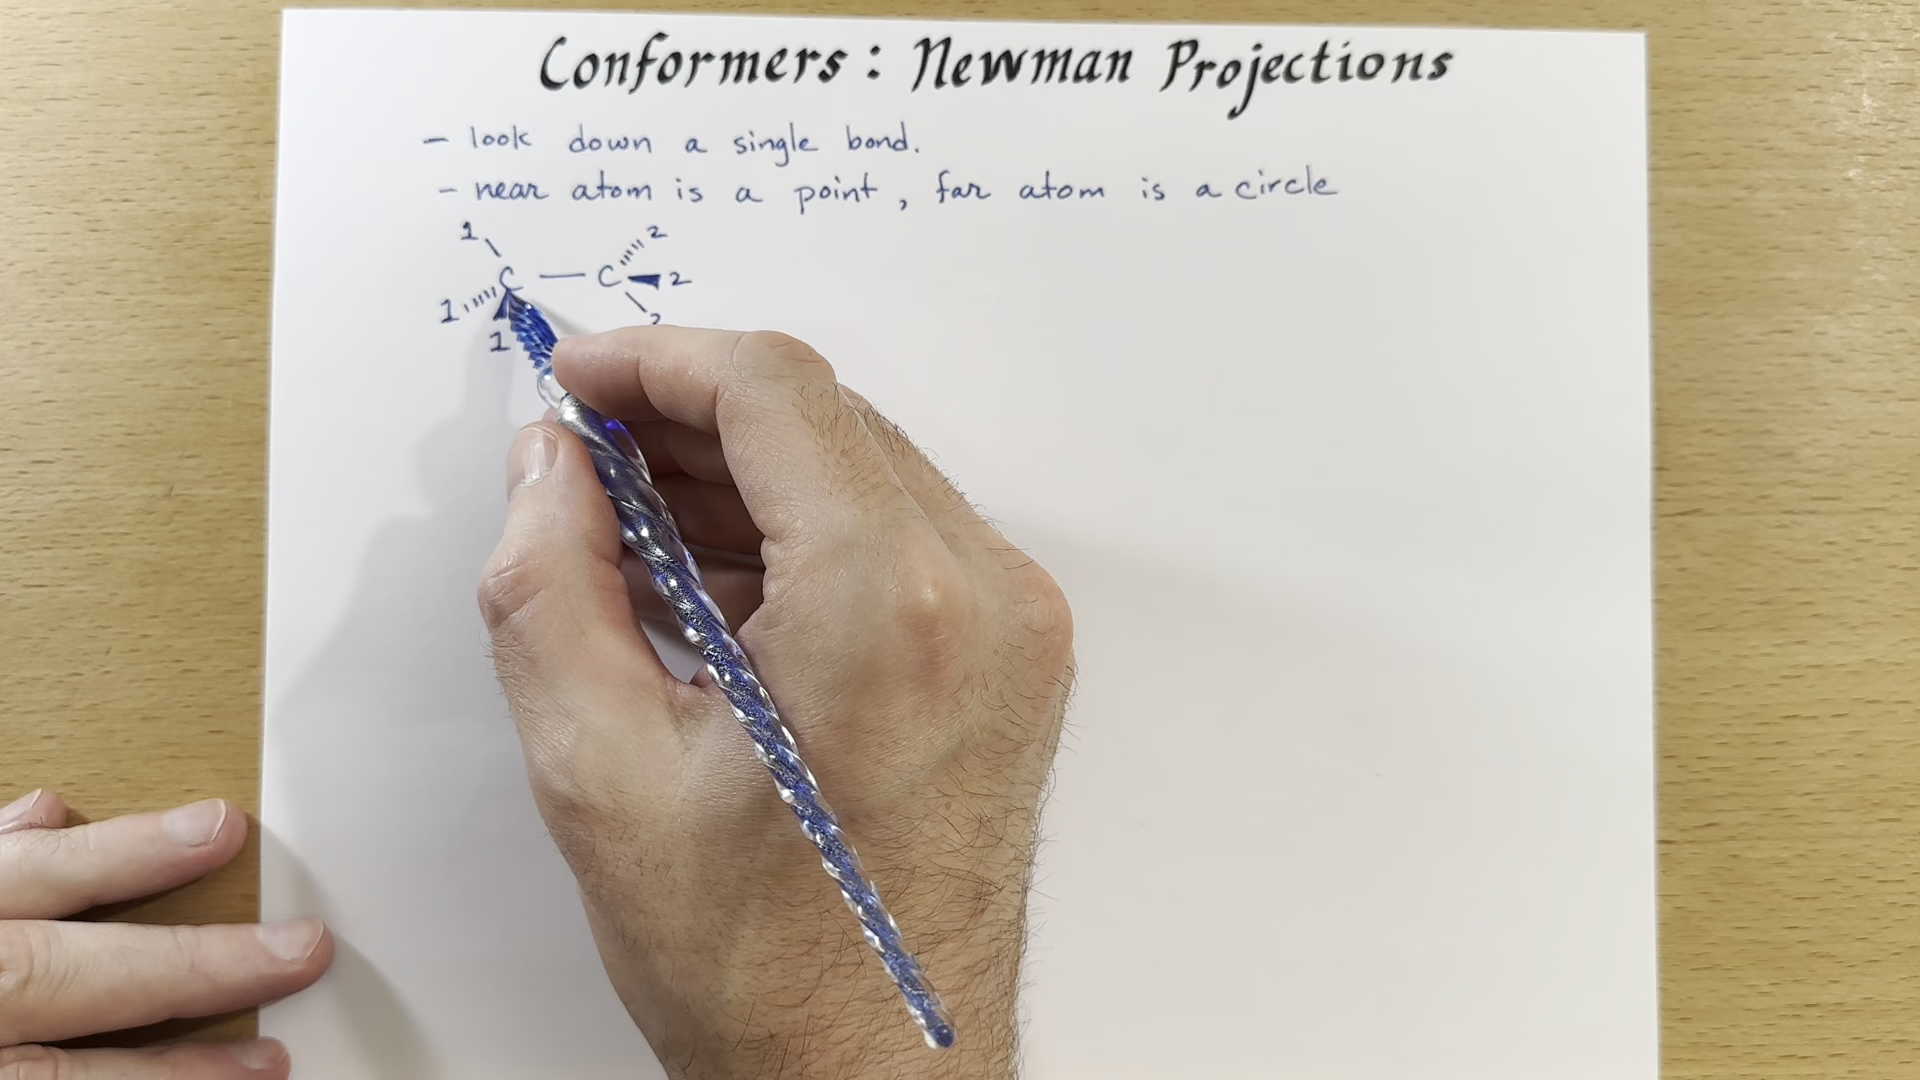 Conformers: Newman Projections
- look down a single bond.
- near atom is a point, far atom is a circle
1 2
C — C 2
1
1 2